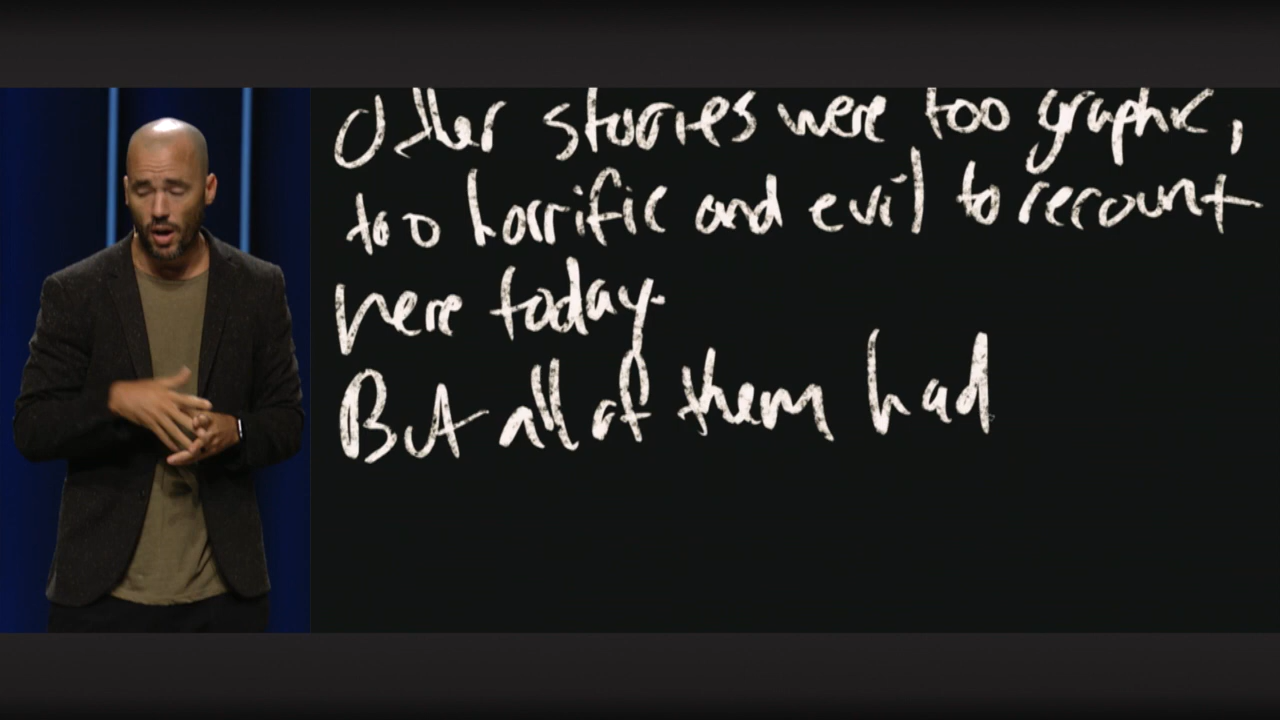 Other stories were too graphic,
too horrific and evil to recount
here today.
But all of them had